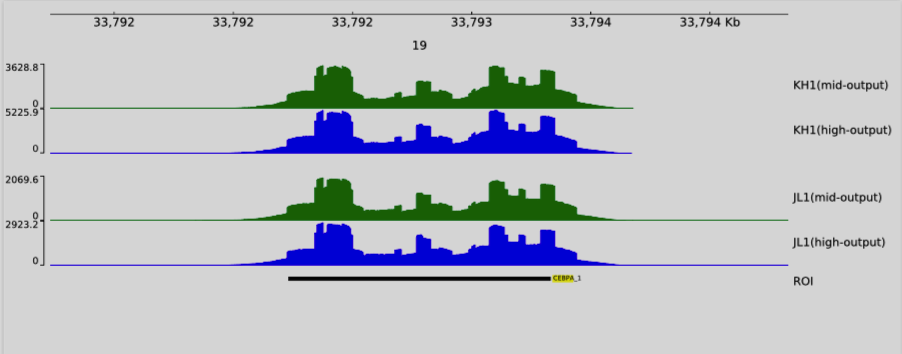 33,792 33,792 33,792 33,793 33,794 33,794 Kb
19
3628.8
KH1(mid-output)
0
5225.9
KH1(high-output)
0
2069.6
JL1(mid-output)
0
2923.2
JL1(high-output)
0
CEBPA_1
ROI